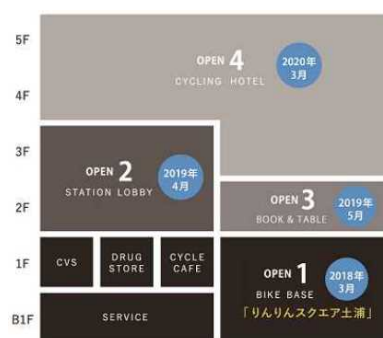 5F
4F
3F
2F
1F
B1F
OPEN 4
CYCLING HOTEL
2020年
3月
OPEN 2
STATION LOBBY
2019年
4月
OPEN 3
BOOK & TABLE
2019年
5月
CVS
DRUG
STORE
CYCLE
CAFE
OPEN 1
BIKE BASE
2018年
3月
「りんりんスクエア土浦」
SERVICE